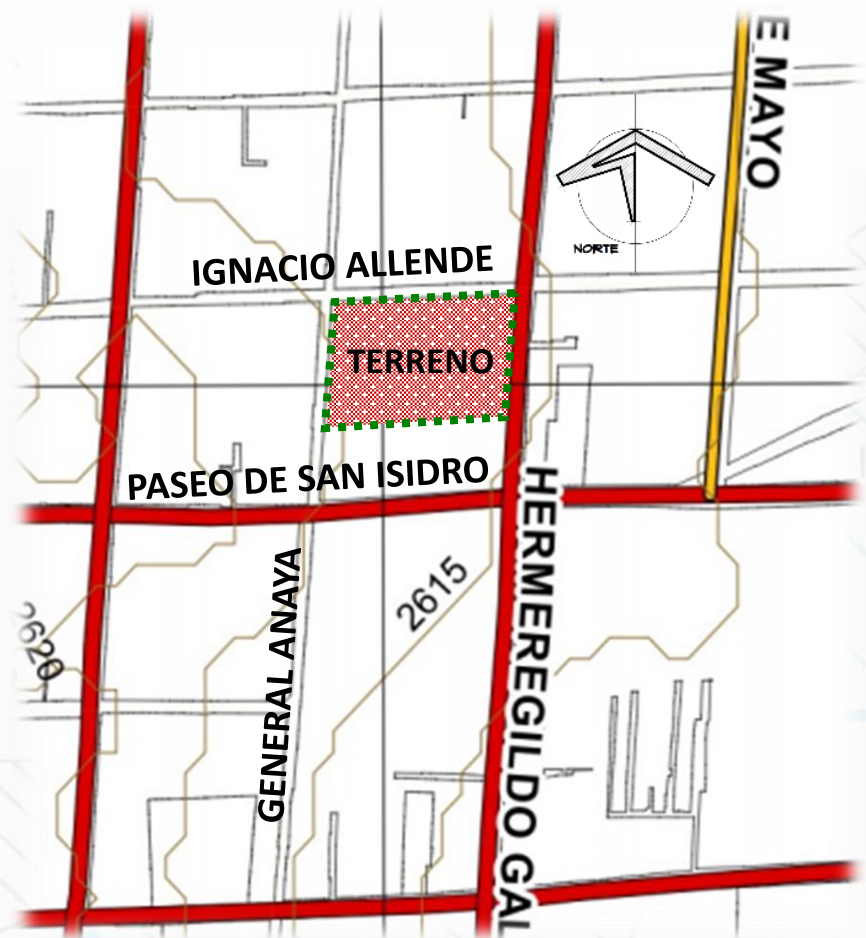 E MAYO
NORTE
IGNACIO ALLENDE
TERRENO
PASEO DE SAN ISIDRO
HERMEREGILDO GAL
GENERAL ANAYA
2615
2620